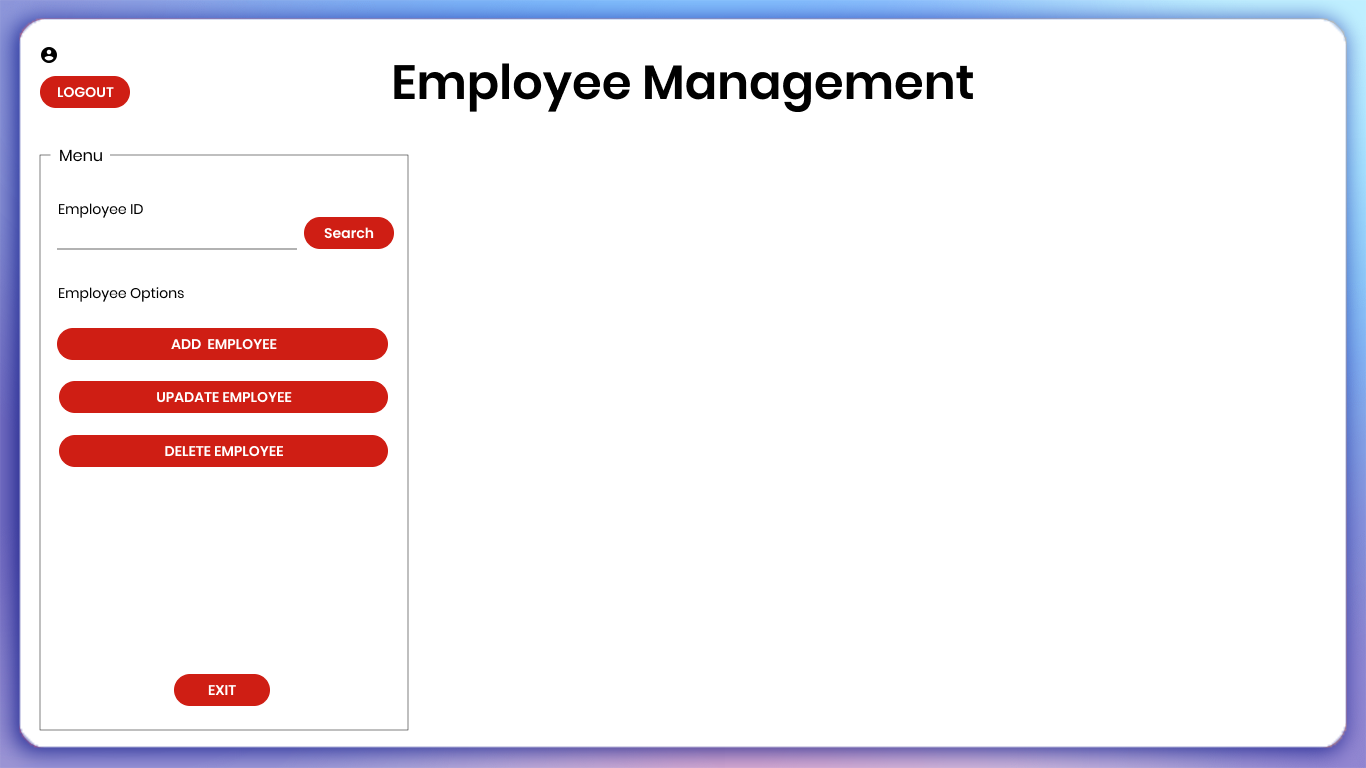 LOGOUT
Employee Management
Menu
Employee ID
Search
Employee Options
ADD  EMPLOYEE
UPADATE EMPLOYEE
DELETE EMPLOYEE
EXIT